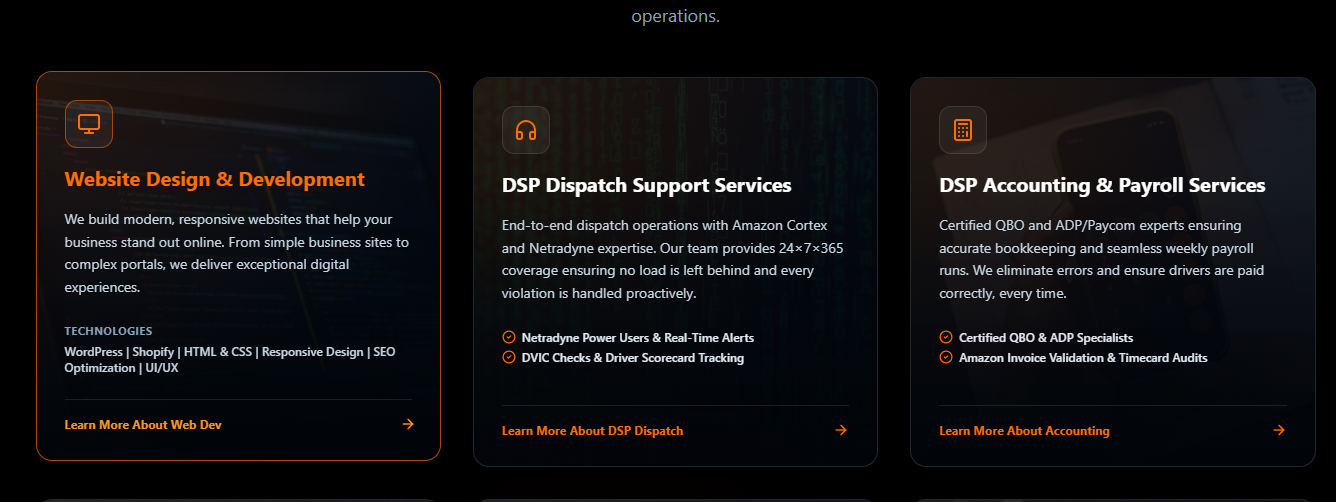 operations.
Website Design & Development
We build modern, responsive websites that help your
business stand out online. From simple business sites to
complex portals, we deliver exceptional digital
experiences.
TECHNOLOGIES
WordPress | Shopify | HTML & CSS | Responsive Design | SEO
Optimization | UI/UX
Learn More About Web Dev
DSP Dispatch Support Services
End-to-end dispatch operations with Amazon Cortex
and Netradyne expertise. Our team provides 24×7×365
coverage ensuring no load is left behind and every
violation is handled proactively.
Netradyne Power Users & Real-Time Alerts
DVIC Checks & Driver Scorecard Tracking
Learn More About DSP Dispatch
DSP Accounting & Payroll Services
Certified QBO and ADP/Paycom experts ensuring
accurate bookkeeping and seamless weekly payroll
runs. We eliminate errors and ensure drivers are paid
correctly, every time.
Certified QBO & ADP Specialists
Amazon Invoice Validation & Timecard Audits
Learn More About Accounting